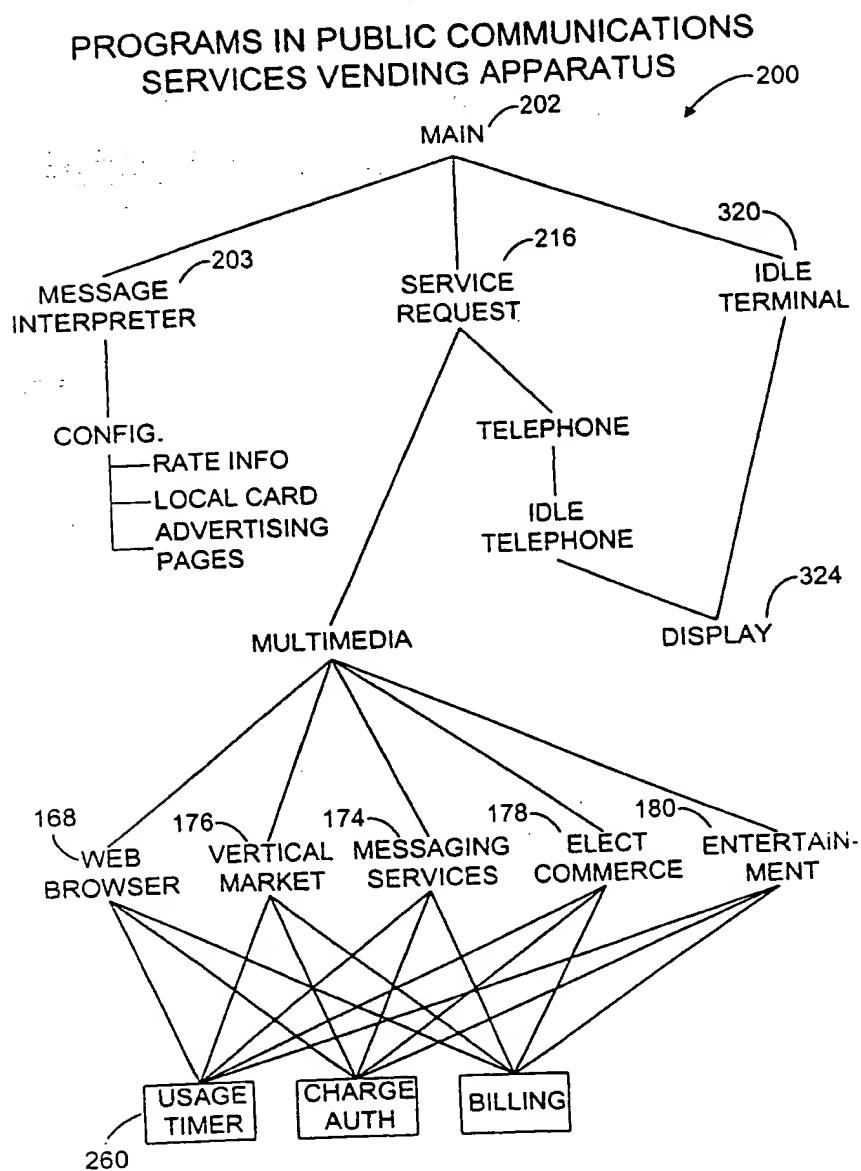 PROGRAMS IN PUBLIC COMMUNICATIONS
SERVICES VENDING APPARATUS
200
202
MAIN
320
203
216
MESSAGE
INTERPRETER
SERVICE
REQUEST
IDLE
TERMINAL
CONFIG.
RATE INFO
LOCAL CARD
ADVERTISING
PAGES
TELEPHONE
IDLE
TELEPHONE
324
MULTIMEDIA
DISPLAY
168
176
174
178
180
WEB
BROWSER
VERTICAL
MARKET
MESSAGING
SERVICES
ELECT
COMMERCE
ENTERTAIN-
MENT
USAGE
TIMER
CHARGE
AUTH
BILLING
260